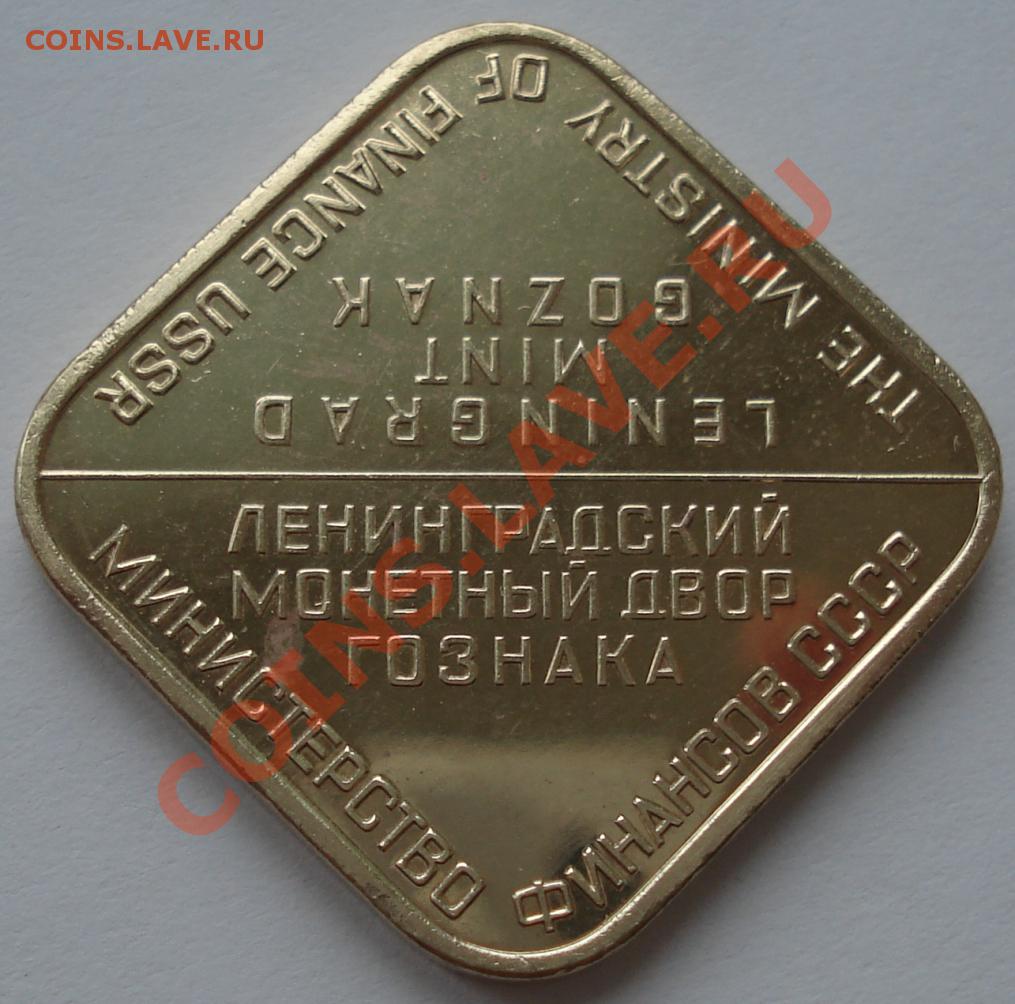 COINS.LAVE.RU
THE MINISTRY OF
FINANCE USSR
LENINGRAD
MINT
GOZNAK
ЛЕНИНГРАДСКИЙ
МОНЕТНЫЙ ДВОР
ГОЗНАКА
МИНИСТЕРСТВО
ФИНАНСОВ СССР
COINS.LAVE.RU